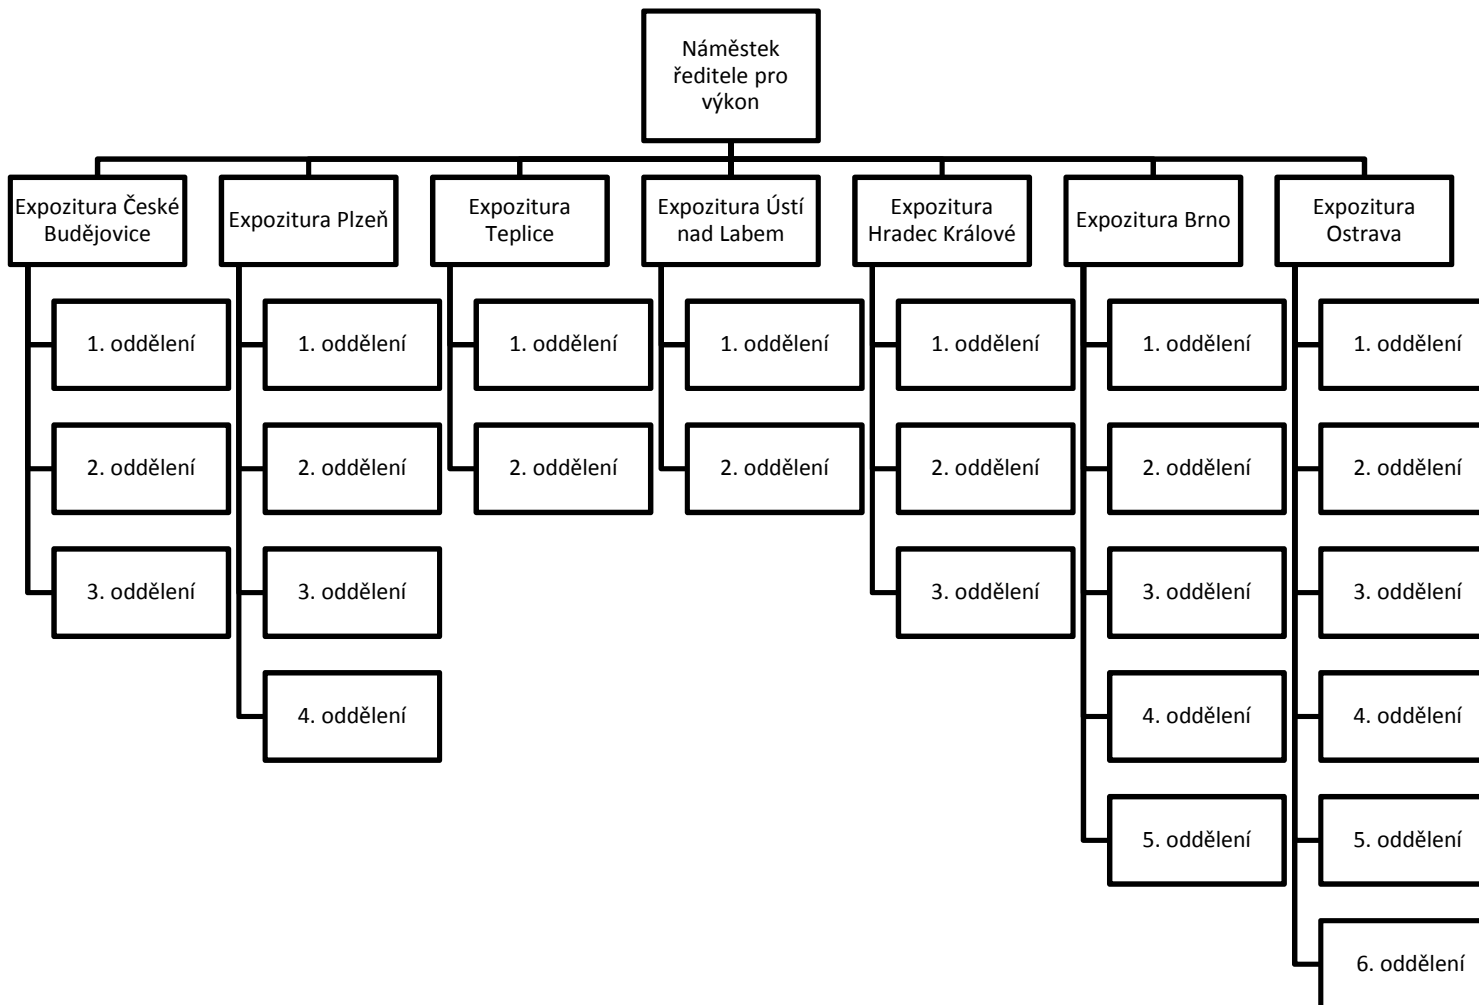 Náměstek
ředitele pro
výkon
Expozitura České
Budějovice
Expozitura Plzeň
Expozitura
Teplice
Expozitura Ústí
nad Labem
Expozitura
Hradec Králové
Expozitura Brno
Expozitura
Ostrava
1. oddělení
2. oddělení
3. oddělení
1. oddělení
2. oddělení
3. oddělení
4. oddělení
1. oddělení
2. oddělení
1. oddělení
2. oddělení
1. oddělení
2. oddělení
3. oddělení
1. oddělení
2. oddělení
3. oddělení
4. oddělení
5. oddělení
1. oddělení
2. oddělení
3. oddělení
4. oddělení
5. oddělení
6. oddělení